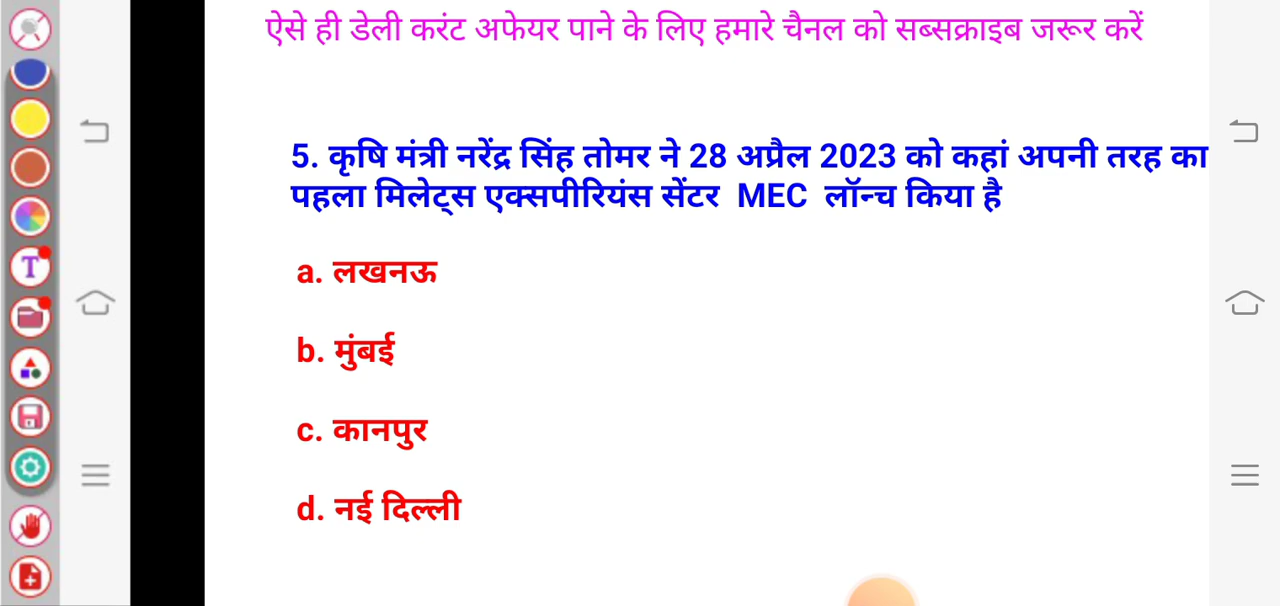 ऐसे ही डेली करंट अफेयर पाने के लिए हमारे चैनल को सब्सक्राइब जरूर करें
5. कृषि मंत्री नरेंद्र सिंह तोमर ने 28 अप्रैल 2023 को कहां अपनी तरह का
पहला मिलेट्स एक्सपीरियंस सेंटर MEC लॉन्च किया है
a. लखनऊ
b. मुंबई
c. कानपुर
d. नई दिल्ली
T